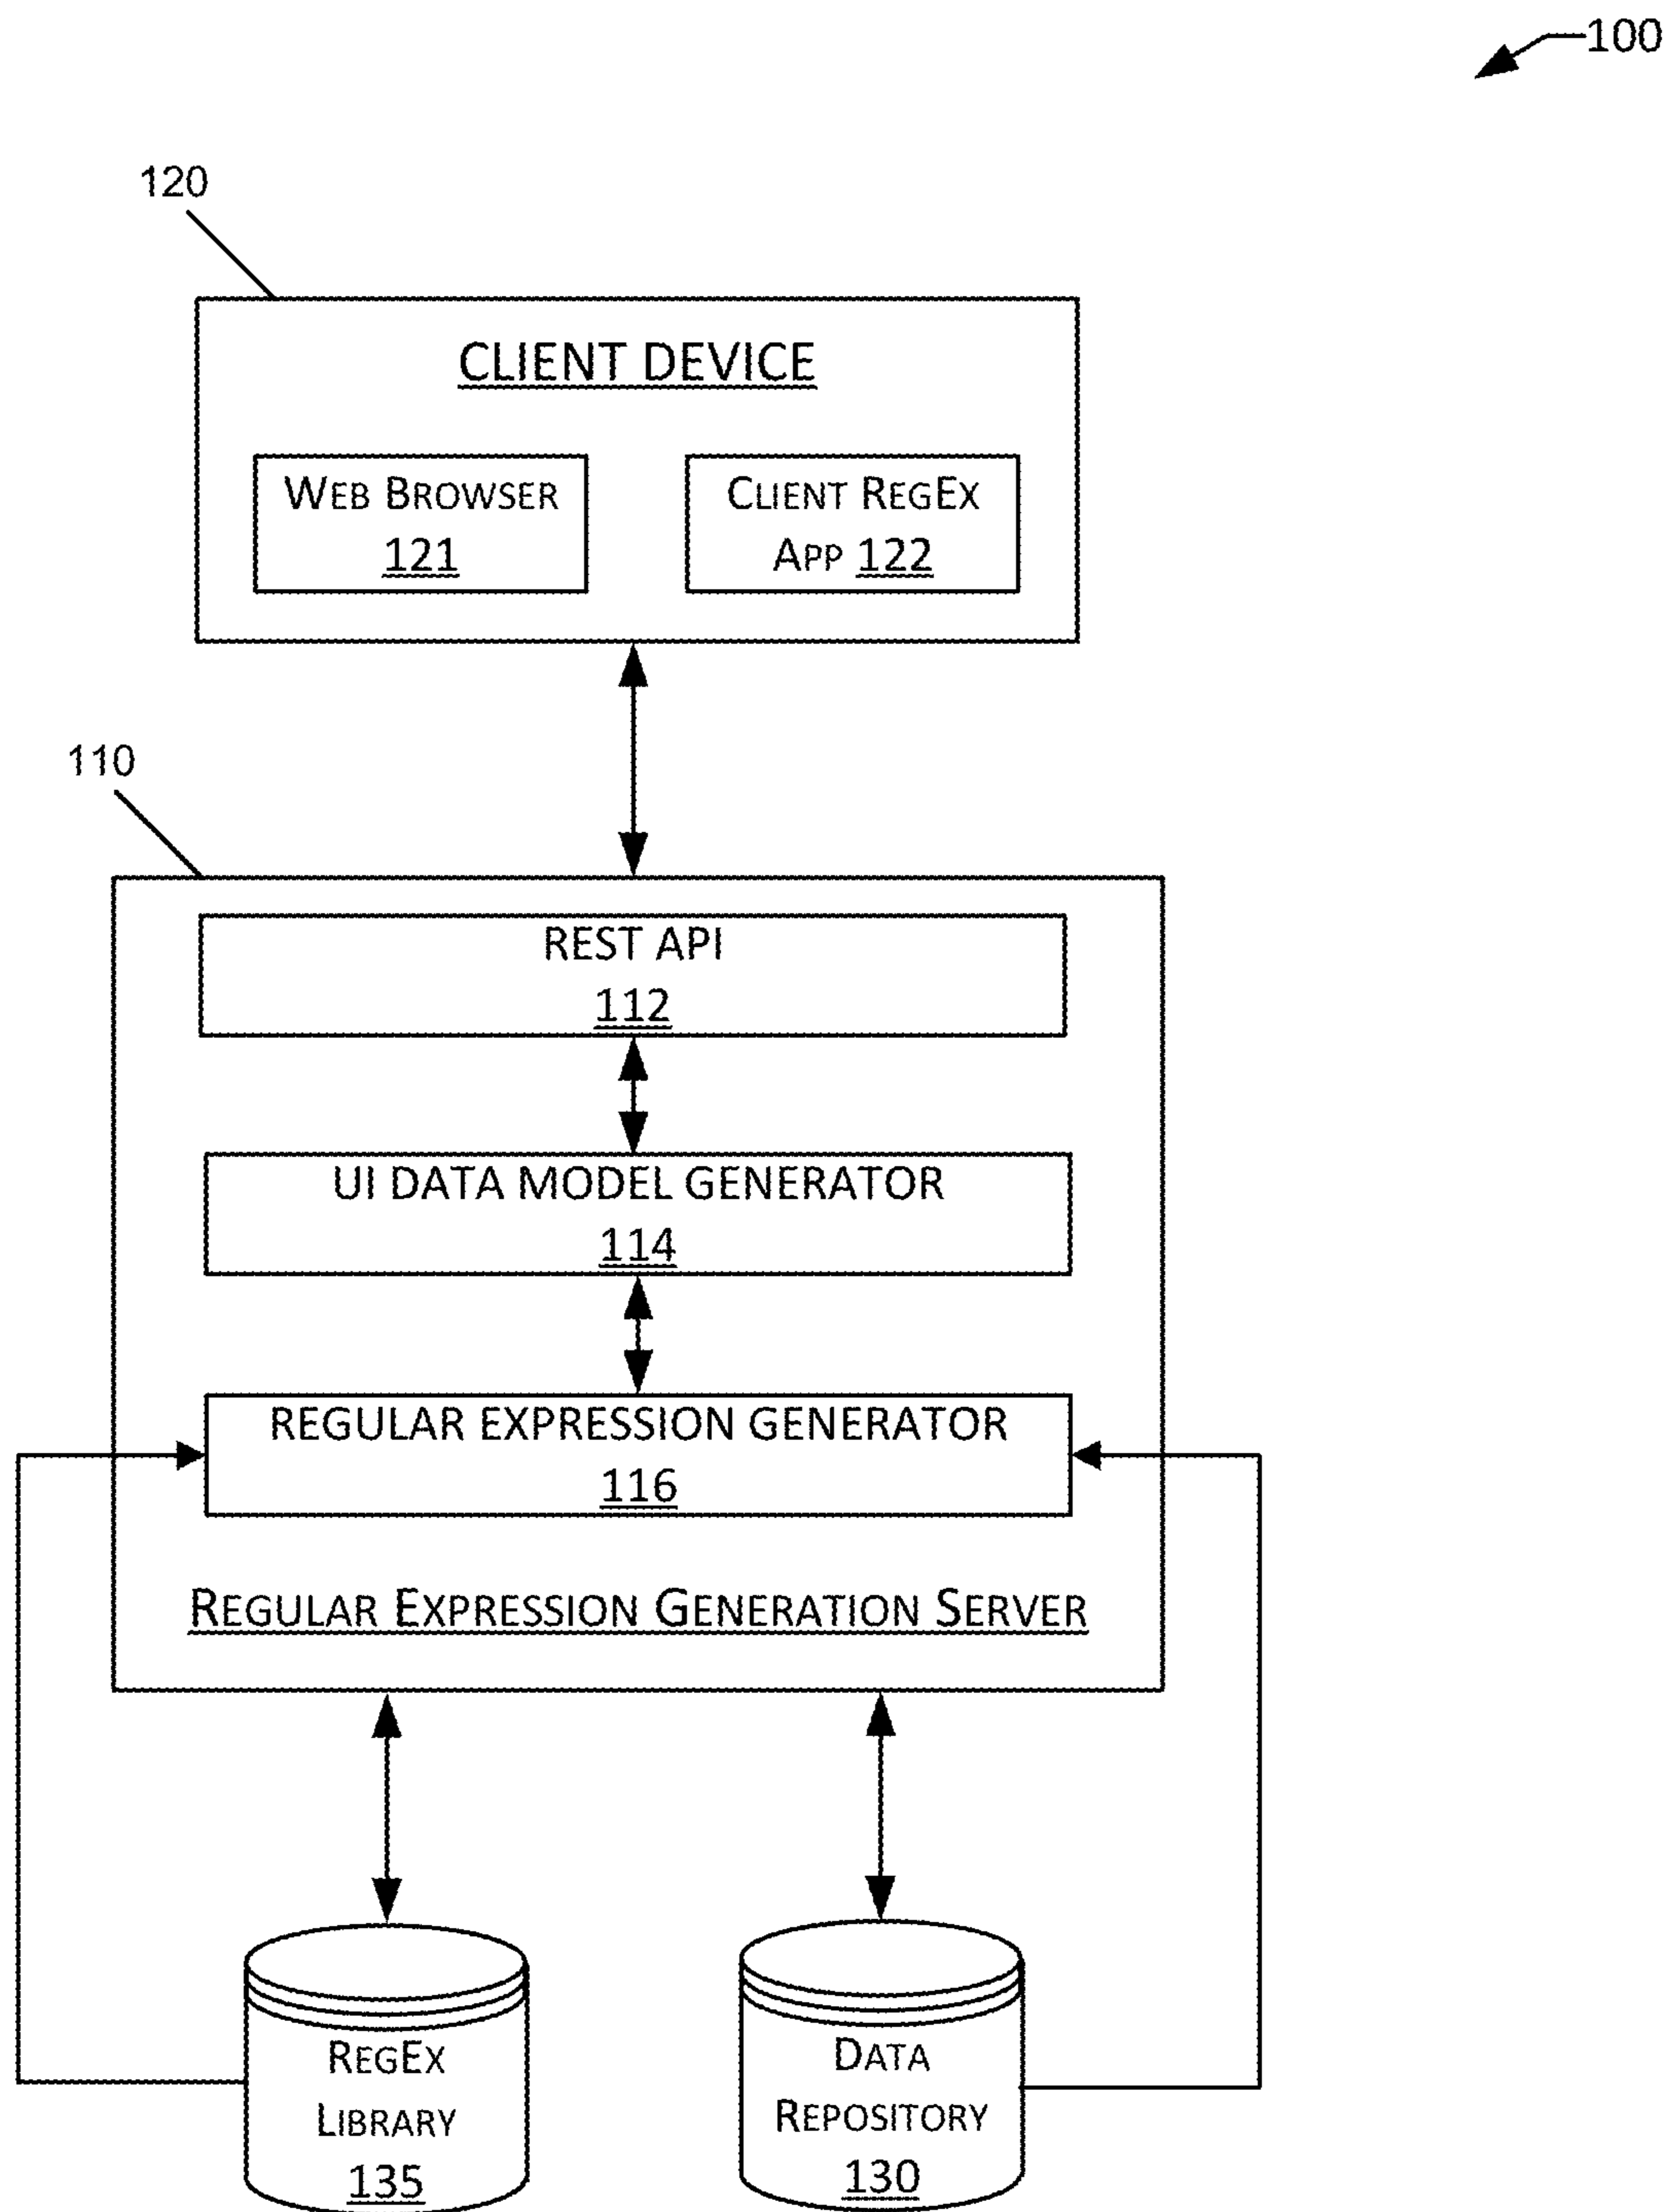 100
120
CLIENT DEVICE
WEB BROWSER
121
CLIENT REGEX
APP 122
110
REST API
112
UI DATA MODEL GENERATOR
114
REGULAR EXPRESSION GENERATOR
116
REGULAR EXPRESSION GENERATION SERVER
REGEX
LIBRARY
135
DATA
REPOSITORY
130